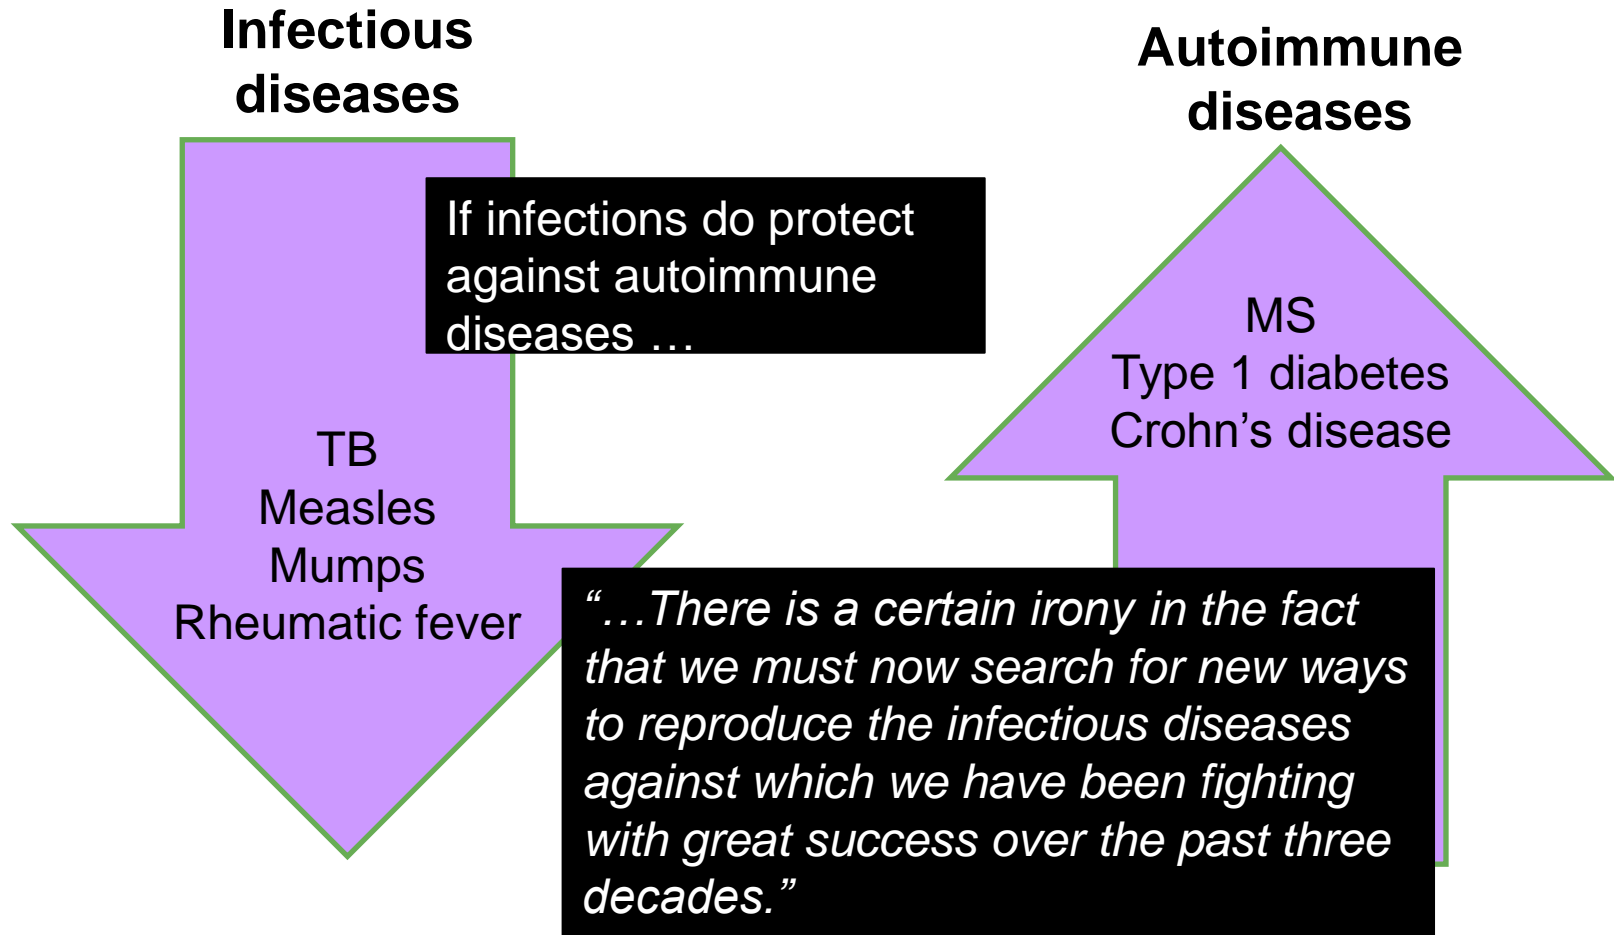 Infectious
diseases
Autoimmune
diseases
If infections do protect
against autoimmune
diseases …
MS
Type 1 diabetes
Crohn’s disease
TB
Measles
Mumps
Rheumatic fever
“…There is a certain irony in the fact
that we must now search for new ways
to reproduce the infectious diseases
against which we have been fighting
with great success over the past three
decades.”